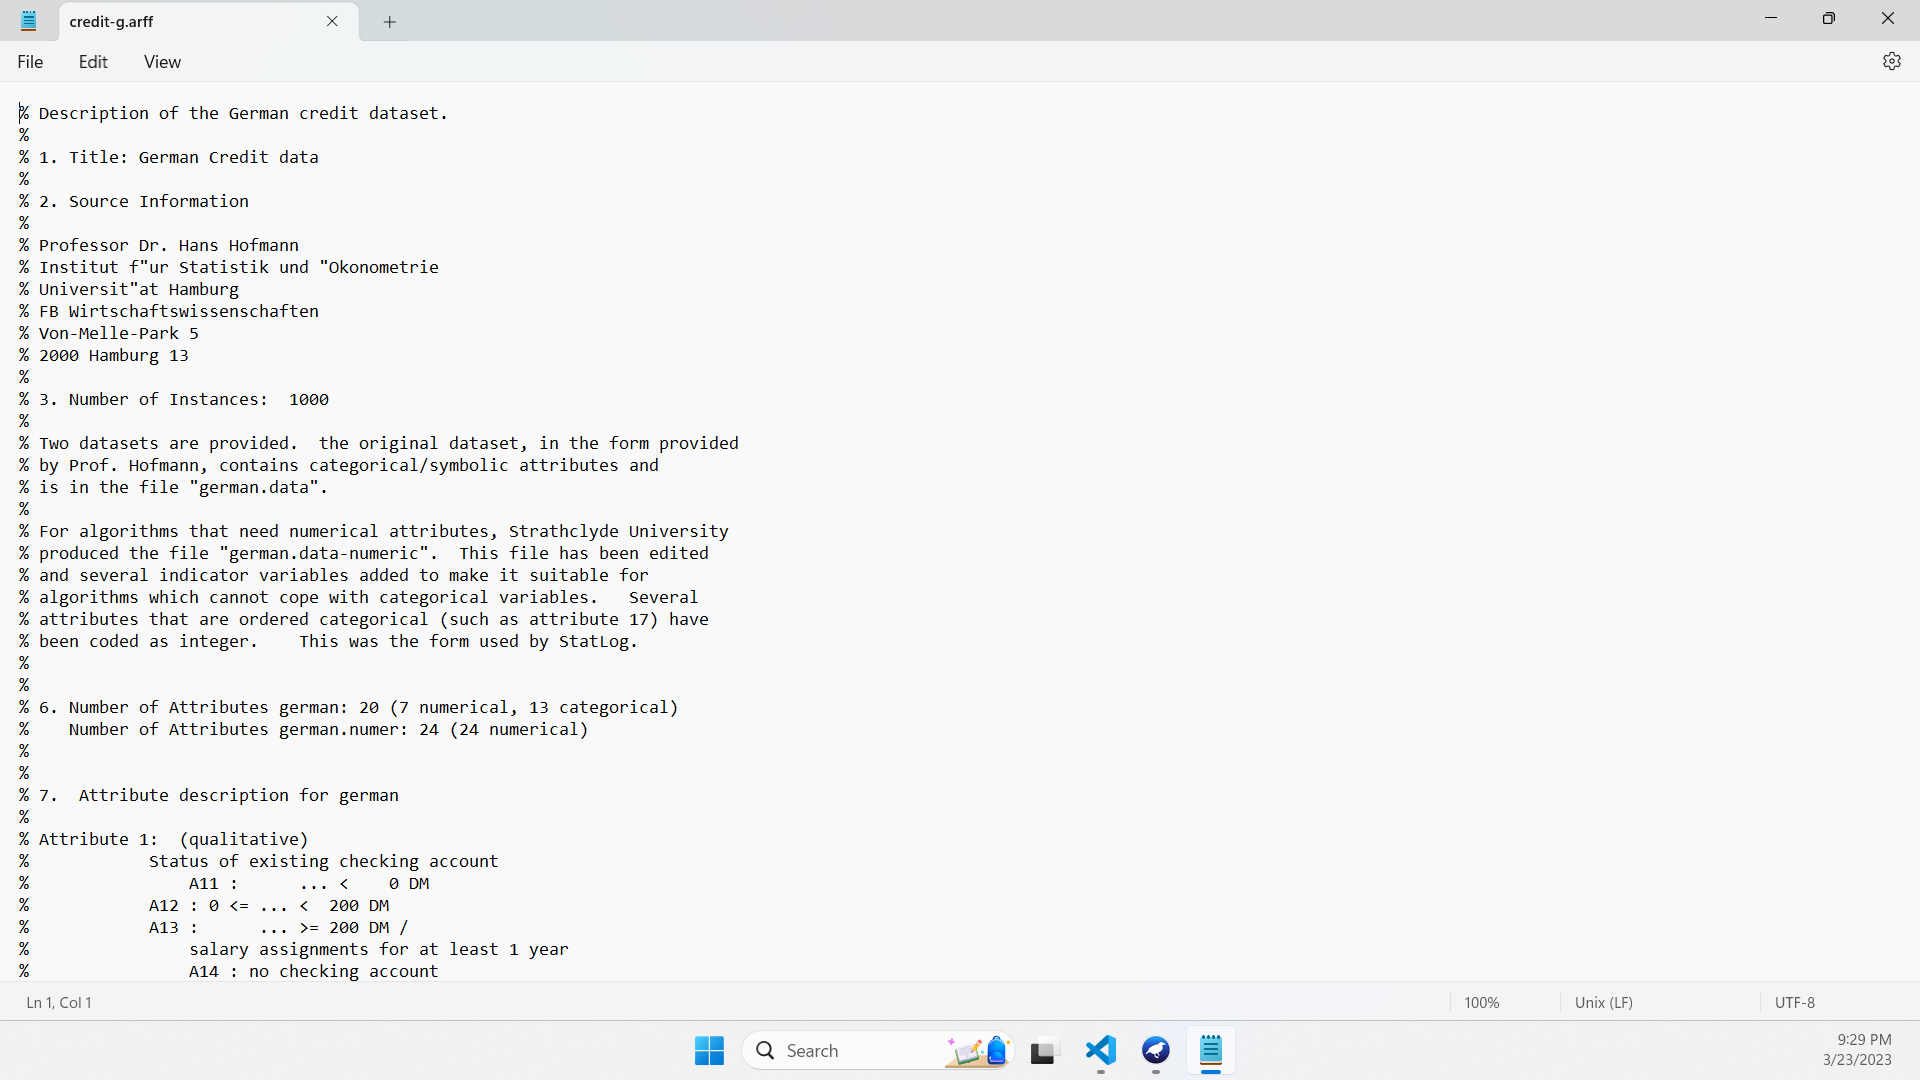 credit-g.arff
File Edit View
% Description of the German credit dataset.
%
% 1. Title: German Credit data
%
% 2. Source Information
%
% Professor Dr. Hans Hofmann
% Institut f"ur Statistik und "Okonometrie
% Universit"at Hamburg
% FB Wirtschaftswissenschaften
% Von-Melle-Park 5
% 2000 Hamburg 13
%
% 3. Number of Instances:  1000
%
% Two datasets are provided.  the original dataset, in the form provided
% by Prof. Hofmann, contains categorical/symbolic attributes and
% is in the file "german.data".
%
% For algorithms that need numerical attributes, Strathclyde University
% produced the file "german.data-numeric".  This file has been edited
% and several indicator variables added to make it suitable for
% algorithms which cannot cope with categorical variables.   Several
% attributes that are ordered categorical (such as attribute 17) have
% been coded as integer.    This was the form used by StatLog.
%
%
% 6. Number of Attributes german: 20 (7 numerical, 13 categorical)
%    Number of Attributes german.numer: 24 (24 numerical)
%
%
% 7.  Attribute description for german
%
% Attribute 1:  (qualitative)
%            Status of existing checking account
%                A11 :      ... <    0 DM
%            A12 : 0 <= ... <  200 DM
%            A13 :      ... >= 200 DM /
%                salary assignments for at least 1 year
%                A14 : no checking account
Ln 1, Col 1 100% Unix (LF) UTF-8
Search
9:29 PM
3/23/2023